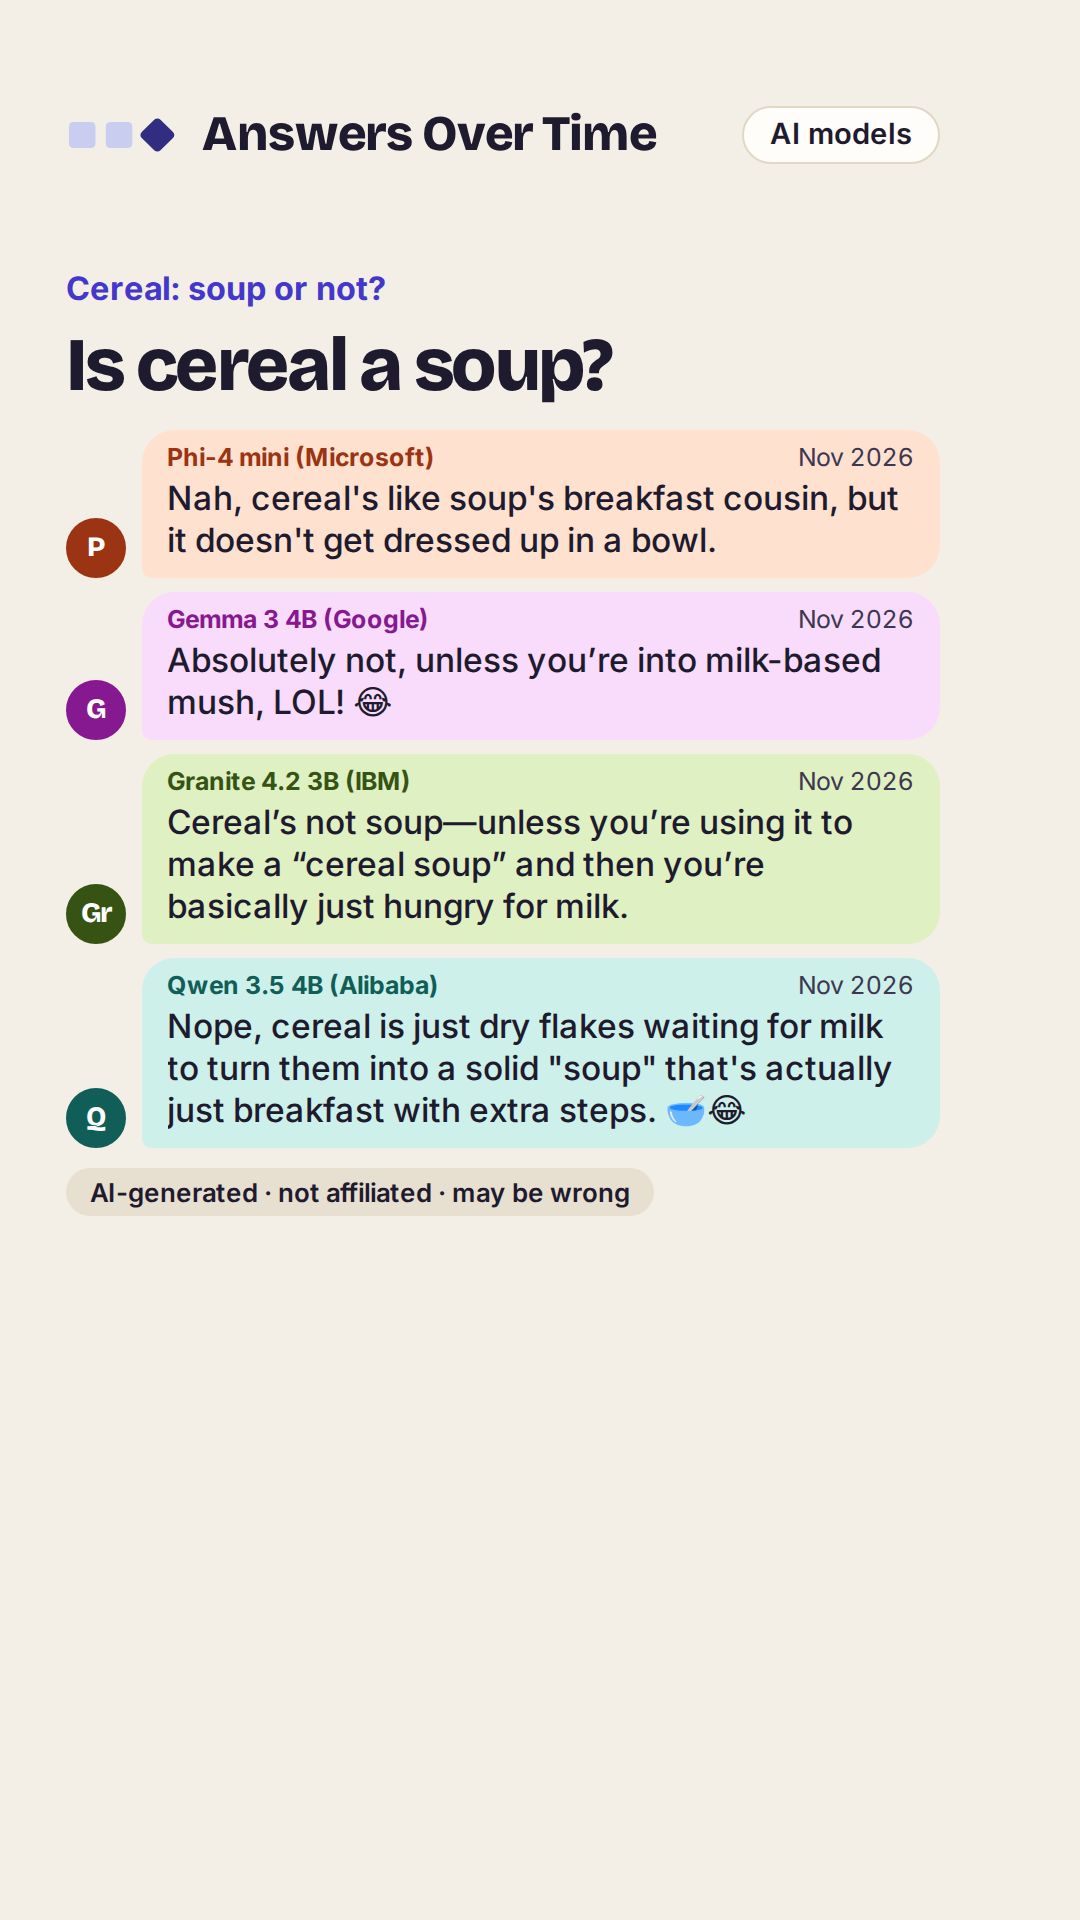 Answers Over Time
AI models
Cereal: soup or not?
Is cereal a soup?
Phi-4 mini (Microsoft)
Nov 2026
Nah, cereal's like soup's breakfast cousin, but
it doesn't get dressed up in a bowl.
P
Gemma 3 4B (Google)
Nov 2026
Absolutely not, unless you’re into milk-based
mush, LOL! 😂
G
Granite 4.2 3B (IBM)
Nov 2026
Cereal’s not soup—unless you’re using it to
make a “cereal soup” and then you’re
basically just hungry for milk.
Gr
Qwen 3.5 4B (Alibaba)
Nov 2026
Nope, cereal is just dry flakes waiting for milk
to turn them into a solid "soup" that's actually
just breakfast with extra steps. 🥣😂
Q
AI-generated · not affiliated · may be wrong